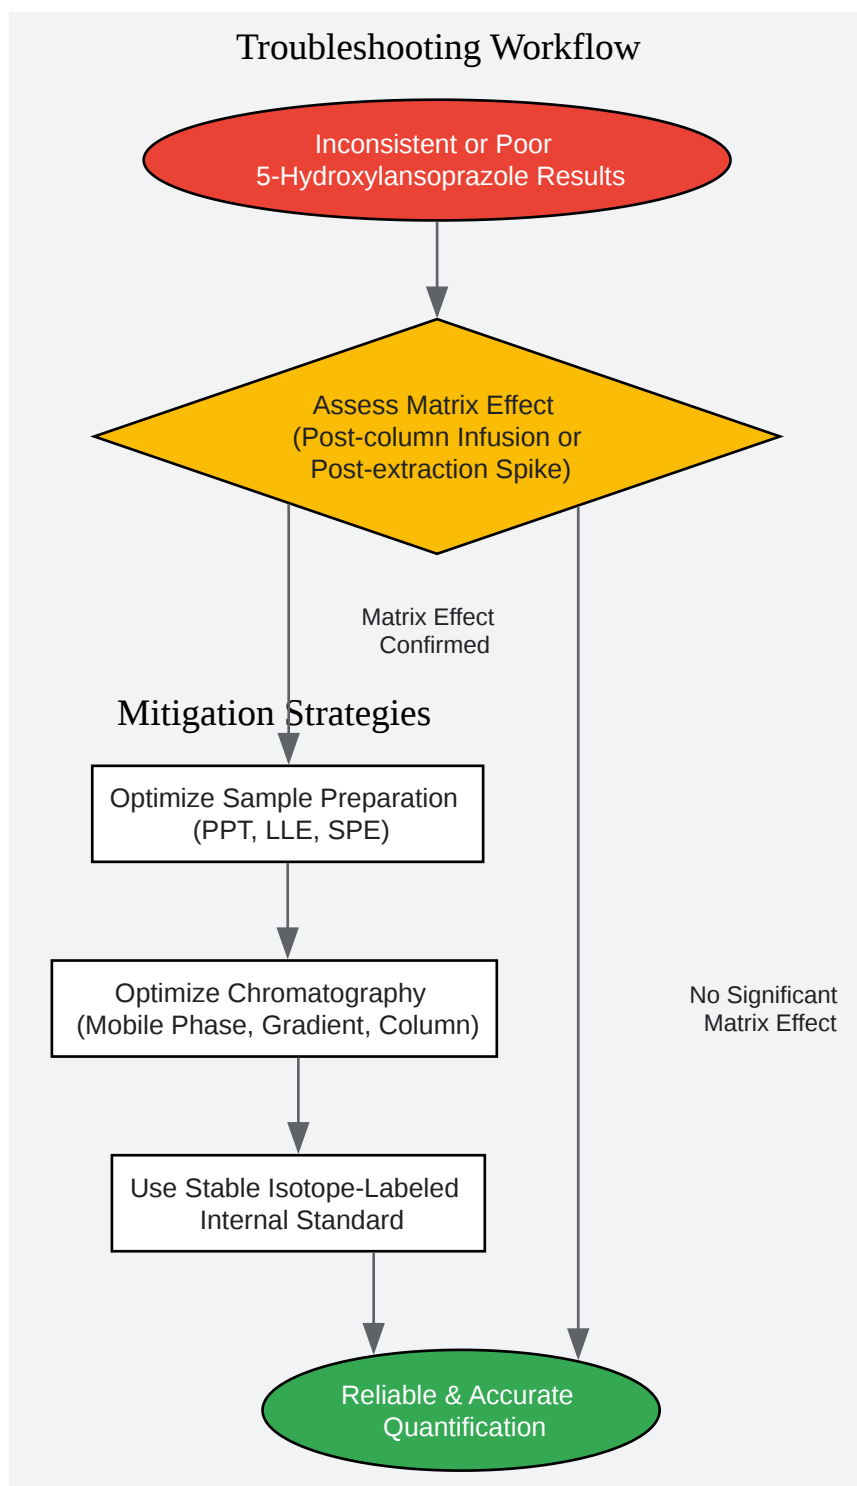 Troubleshooting Workflow
Inconsistent or Poor
5-Hydroxylansoprazole Results
Assess Matrix Effect
(Post-column Infusion or
Post-extraction Spike)
Matrix Effect
Confirmed
Mitigation Strategies
Optimize Sample Preparation
(PPT, LLE, SPE)
Optimize Chromatography
(Mobile Phase, Gradient, Column)
No Significant
Matrix Effect
Use Stable Isotope-Labeled
Internal Standard
Reliable & Accurate
Quantification